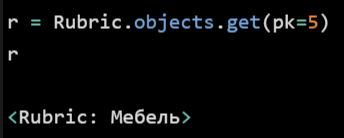 r = Rubric.objects.get(pk=5)
r
<Rubric: Мебель>